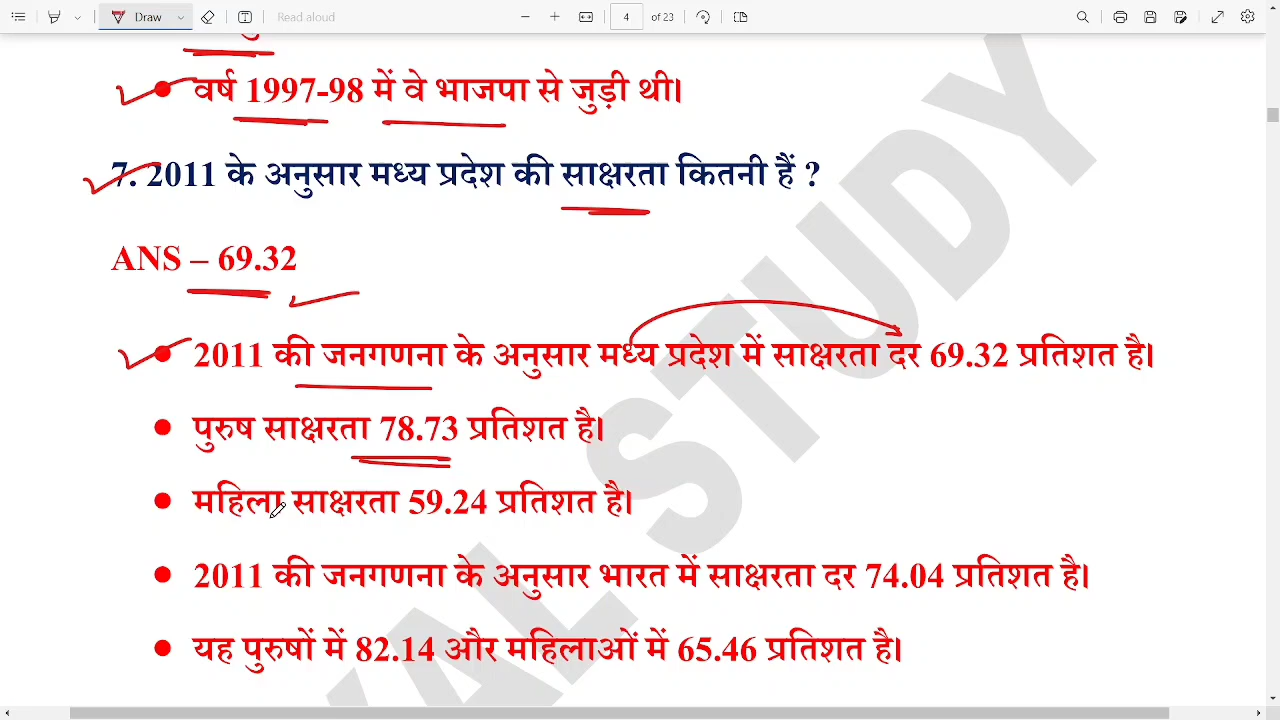 Draw
Read aloud
4 of 23
वर्ष 1997-98 में वे भाजपा से जुड़ी थी।
7. 2011 के अनुसार मध्य प्रदेश की साक्षरता कितनी हैं ?
ANS – 69.32
2011 की जनगणना के अनुसार मध्य प्रदेश में साक्षरता दर 69.32 प्रतिशत है।
पुरुष साक्षरता 78.73 प्रतिशत है।
महिला साक्षरता 59.24 प्रतिशत है।
2011 की जनगणना के अनुसार भारत में साक्षरता दर 74.04 प्रतिशत है।
यह पुरुषों में 82.14 और महिलाओं में 65.46 प्रतिशत है।
AL STUDY